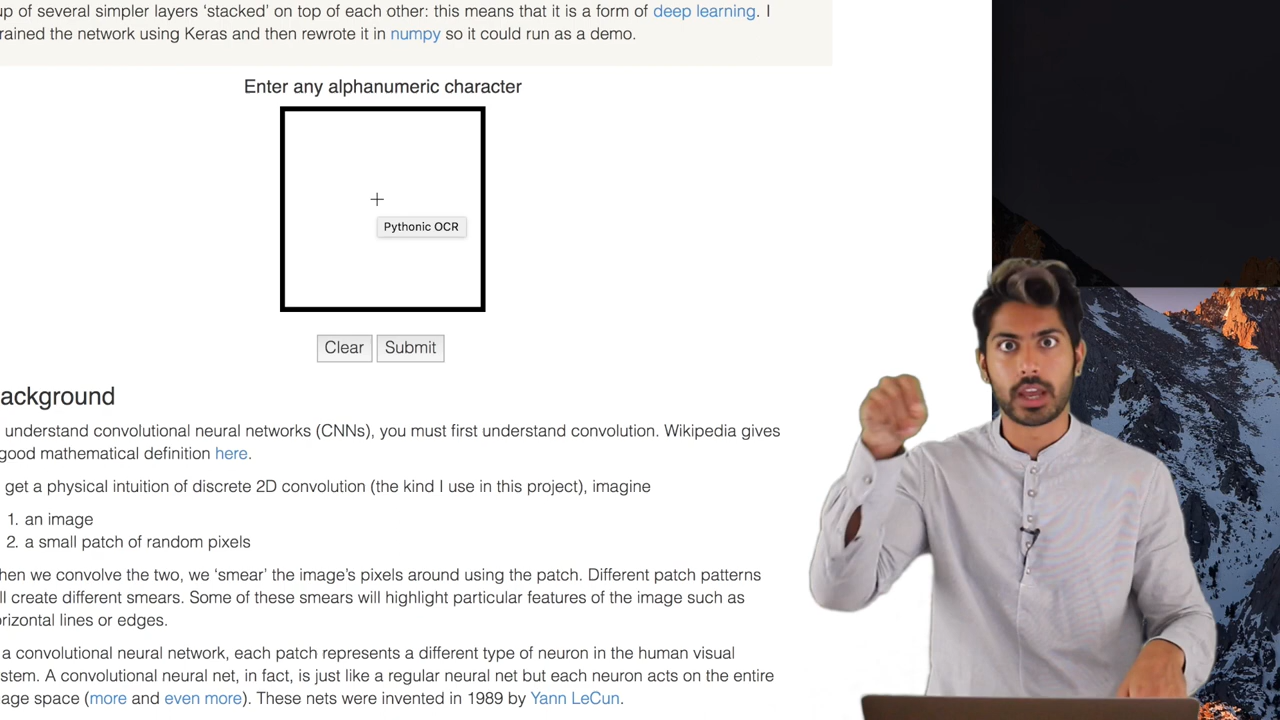 up of several simpler layers ‘stacked’ on top of each other: this means that it is a form of deep learning. I
rained the network using Keras and then rewrote it in numpy so it could run as a demo.
Enter any alphanumeric character
Pythonic OCR
Clear Submit
ackground
understand convolutional neural networks (CNNs), you must first understand convolution. Wikipedia gives
good mathematical definition here.
get a physical intuition of discrete 2D convolution (the kind I use in this project), imagine
1. an image
2. a small patch of random pixels
hen we convolve the two, we ‘smear’ the image’s pixels around using the patch. Different patch patterns
ll create different smears. Some of these smears will highlight particular features of the image such as
orizontal lines or edges.
a convolutional neural network, each patch represents a different type of neuron in the human visual
stem. A convolutional neural net, in fact, is just like a regular neural net but each neuron acts on the entire
age space (more and even more). These nets were invented in 1989 by Yann LeCun.